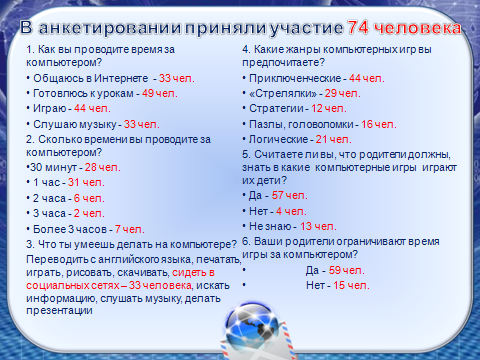 В анкетировании приняли участие 74 человека
1. Как вы проводите время за
компьютером?
• Общаюсь в Интернете - 33 чел.
• Готовлюсь к урокам - 49 чел.
• Играю - 44 чел.
• Слушаю музыку - 33 чел.
2. Сколько времени вы проводите за
компьютером?
•30 минут - 28 чел.
• 1 час - 31 чел.
• 2 часа - 6 чел.
• 3 часа - 2 чел.
• Более 3 часов - 7 чел.
3. Что ты умеешь делать на компьютере?
Переводить с английского языка, печатать,
играть, рисовать, скачивать, сидеть в
социальных сетях – 33 человека, искать
информацию, слушать музыку, делать
презентации
4. Какие жанры компьютерных игр вы
предпочитаете?
• Приключенческие - 44 чел.
• «Стрелялки» - 29 чел.
• Стратегии - 12 чел.
• Пазлы, головоломки - 16 чел.
• Логические - 21 чел.
5. Считаете ли вы, что родители должны,
знать в какие компьютерные игры играют
их дети?
• Да - 57 чел.
• Нет - 4 чел.
• Не знаю - 13 чел.
6. Ваши родители ограничивают время
игры за компьютером?
• Да - 59 чел.
• Нет - 15 чел.